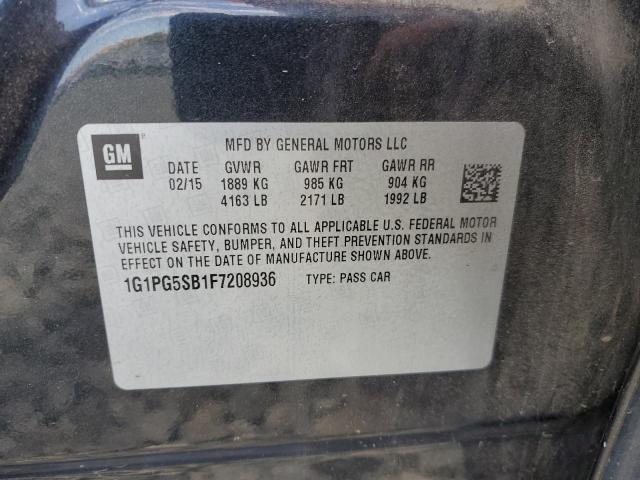 GM
MFD BY GENERAL MOTORS LLC
DATE GVWR GAWR FRT GAWR RR
02/15 1889 KG 985 KG 904 KG
4163 LB 2171 LB 1992 LB
THIS VEHICLE CONFORMS TO ALL APPLICABLE U.S. FEDERAL MOTOR
VEHICLE SAFETY, BUMPER, AND THEFT PREVENTION STANDARDS IN
EFFECT ON THE DATE OF MANUFACTURE SHOWN ABOVE.
1G1PG5SB1F7208936 TYPE: PASS CAR